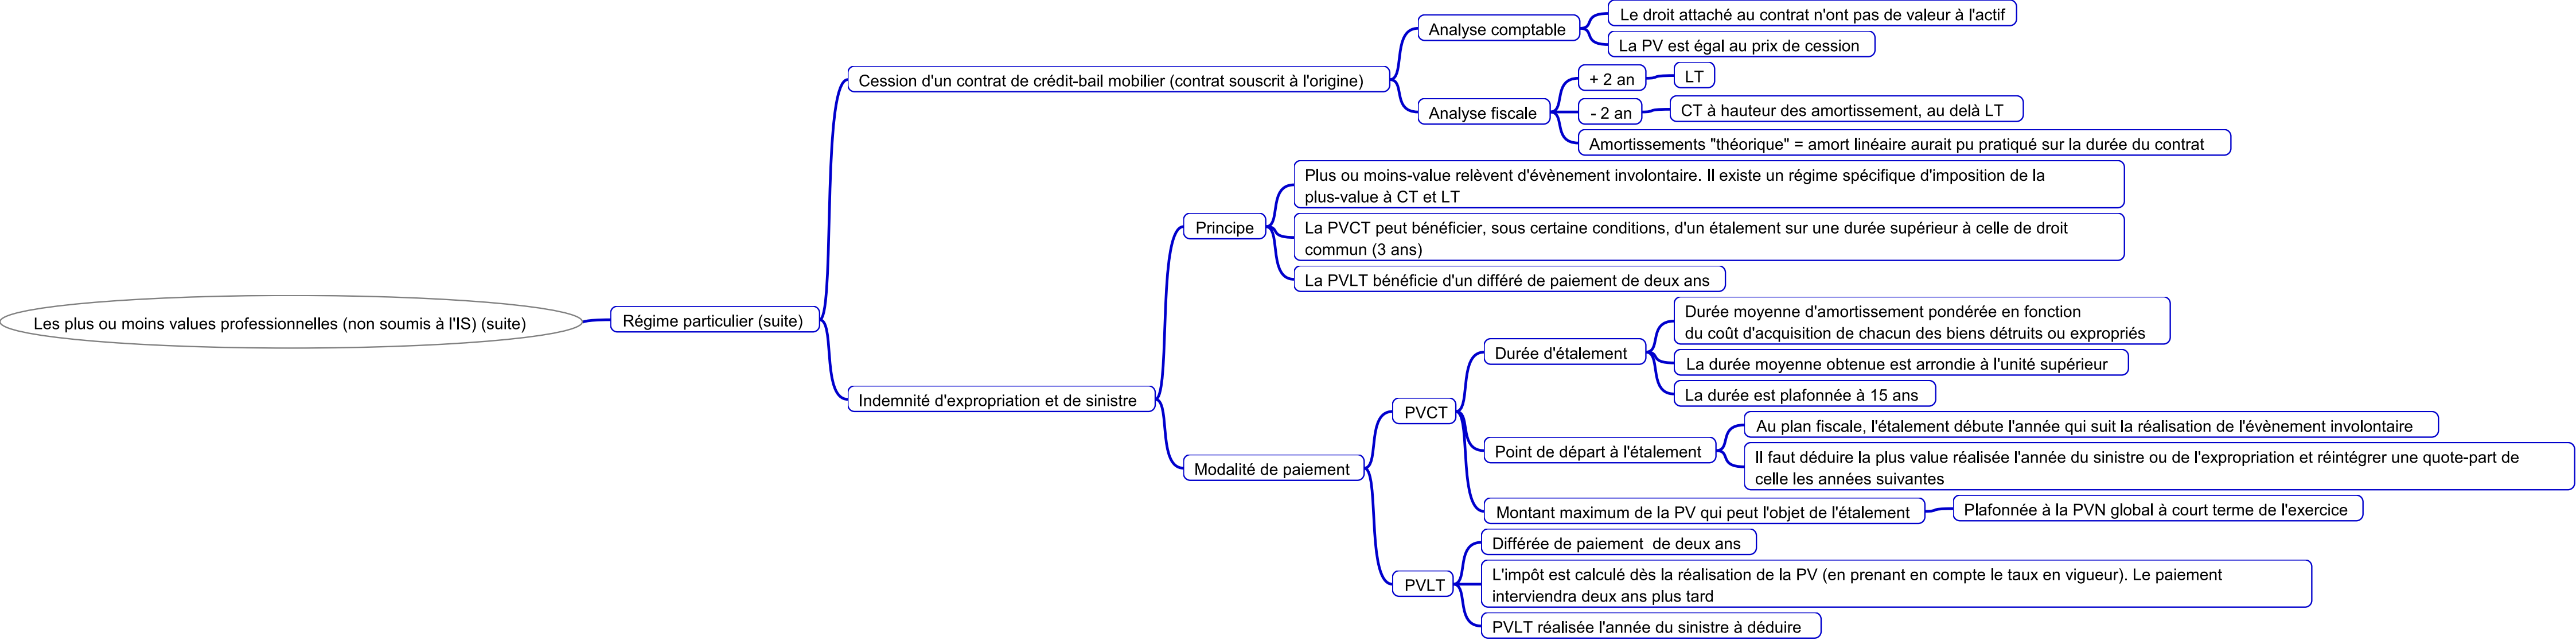 Les plus ou moins values professionnelles (non soumis à l'IS) (suite)
Régime particulier (suite)
Cession d'un contrat de crédit-bail mobilier (contrat souscrit à l'origine)
Analyse comptable
Le droit attaché au contrat n'ont pas de valeur à l'actif
La PV est égal au prix de cession
Analyse fiscale
+ 2 an
LT
- 2 an
CT à hauteur des amortissement, au delà LT
Amortissements "théorique" = amort linéaire aurait pu pratiqué sur la durée du contrat
Indemnité d'expropriation et de sinistre
Principe
Plus ou moins-value relèvent d'évènement involontaire. Il existe un régime spécifique d'imposition de la
plus-value à CT et LT
La PVCT peut bénéficier, sous certaine conditions, d'un étalement sur une durée supérieur à celle de droit
commun (3 ans)
La PVLT bénéficie d'un différé de paiement de deux ans
Modalité de paiement
PVCT
Durée d'étalement
Durée moyenne d'amortissement pondérée en fonction
du coût d'acquisition de chacun des biens détruits ou expropriés
La durée moyenne obtenue est arrondie à l'unité supérieur
La durée est plafonnée à 15 ans
Point de départ à l'étalement
Au plan fiscale, l'étalement débute l'année qui suit la réalisation de l'évènement involontaire
Il faut déduire la plus value réalisée l'année du sinistre ou de l'expropriation et réintégrer une quote-part de
celle les années suivantes
Montant maximum de la PV qui peut l'objet de l'étalement
Plafonnée à la PVN global à court terme de l'exercice
PVLT
Différée de paiement  de deux ans
L'impôt est calculé dès la réalisation de la PV (en prenant en compte le taux en vigueur). Le paiement
interviendra deux ans plus tard
PVLT réalisée l'année du sinistre à déduire